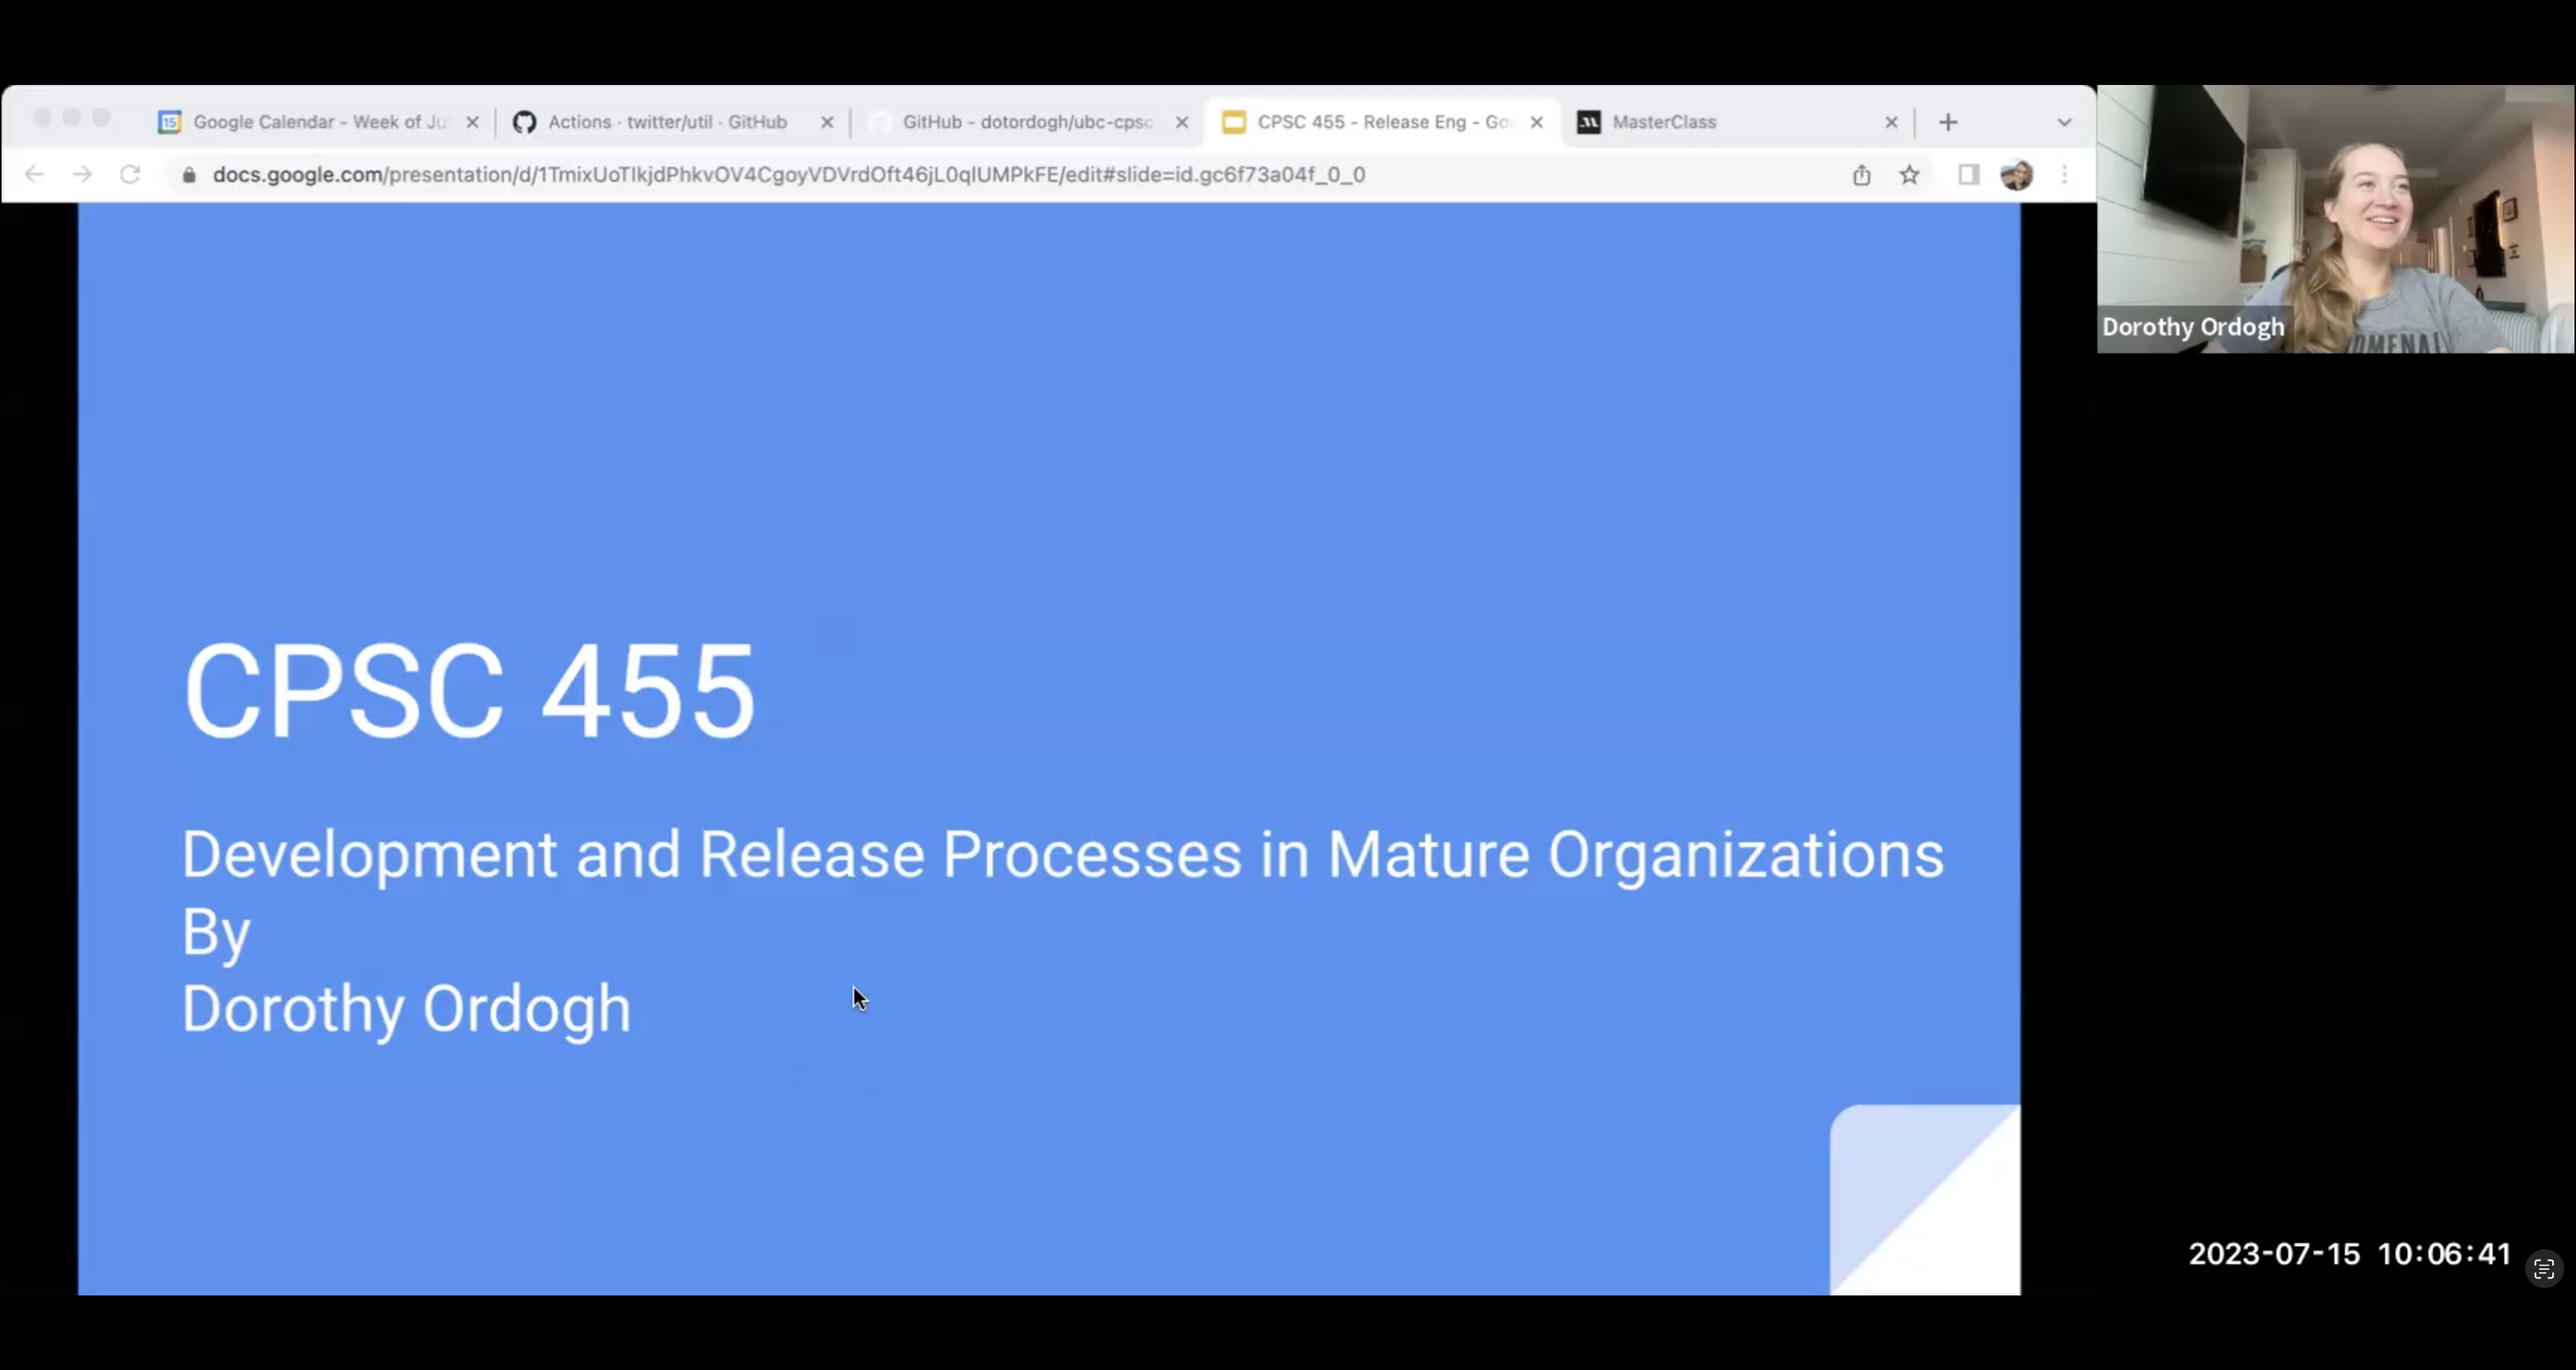 Google Calendar - Week of Ju
Actions · twitter/util · GitHub
GitHub - dotordogh/ubc-cpsc
CPSC 455 - Release Eng - Goo
MasterClass
docs.google.com/presentation/d/1TmixUoTIkjdPhkvOV4CgoyVDVrdOft46jL0qIUMPkFE/edit#slide=id.gc6f73a04f_0_0
Dorothy Ordogh
CPSC 455
Development and Release Processes in Mature Organizations
By
Dorothy Ordogh
2023-07-15 10:06:41